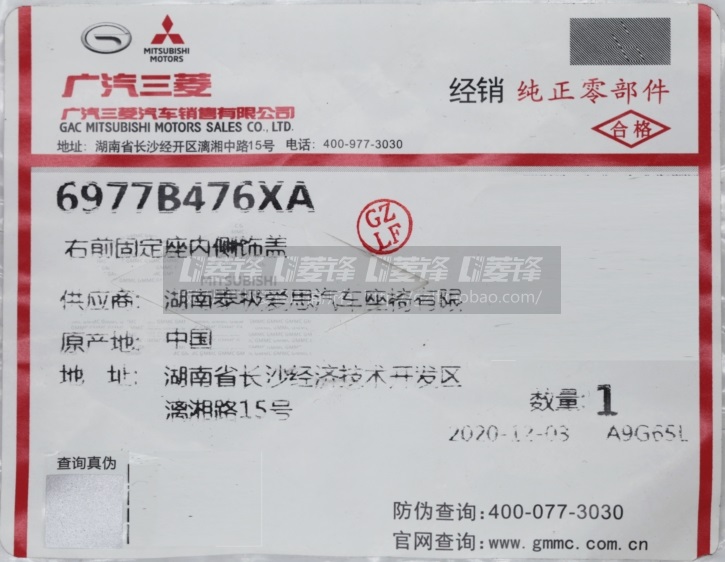 MITSUBISHI
MOTORS
广汽三菱
广汽三菱汽车销售有限公司
GAC MITSUBISHI MOTORS SALES CO., LTD.
地址: 湖南省长沙经开区漓湘中路15号 电话: 400-977-3030
经销 纯正零部件
合格
6977B476XA
GZ
LF
右前固定座内侧饰盖
供应商: 湖南泰极爱思汽车座椅有限
原产地: 中国
地 址: 湖南省长沙经济技术开发区
漓湘路15号
数量: 1
2020-12-03 A9G65L
查询真伪
防伪查询:400-077-3030
官网查询:www.gmmc.com.cn
菱锋 菱锋 菱锋 菱锋
taobao.com/